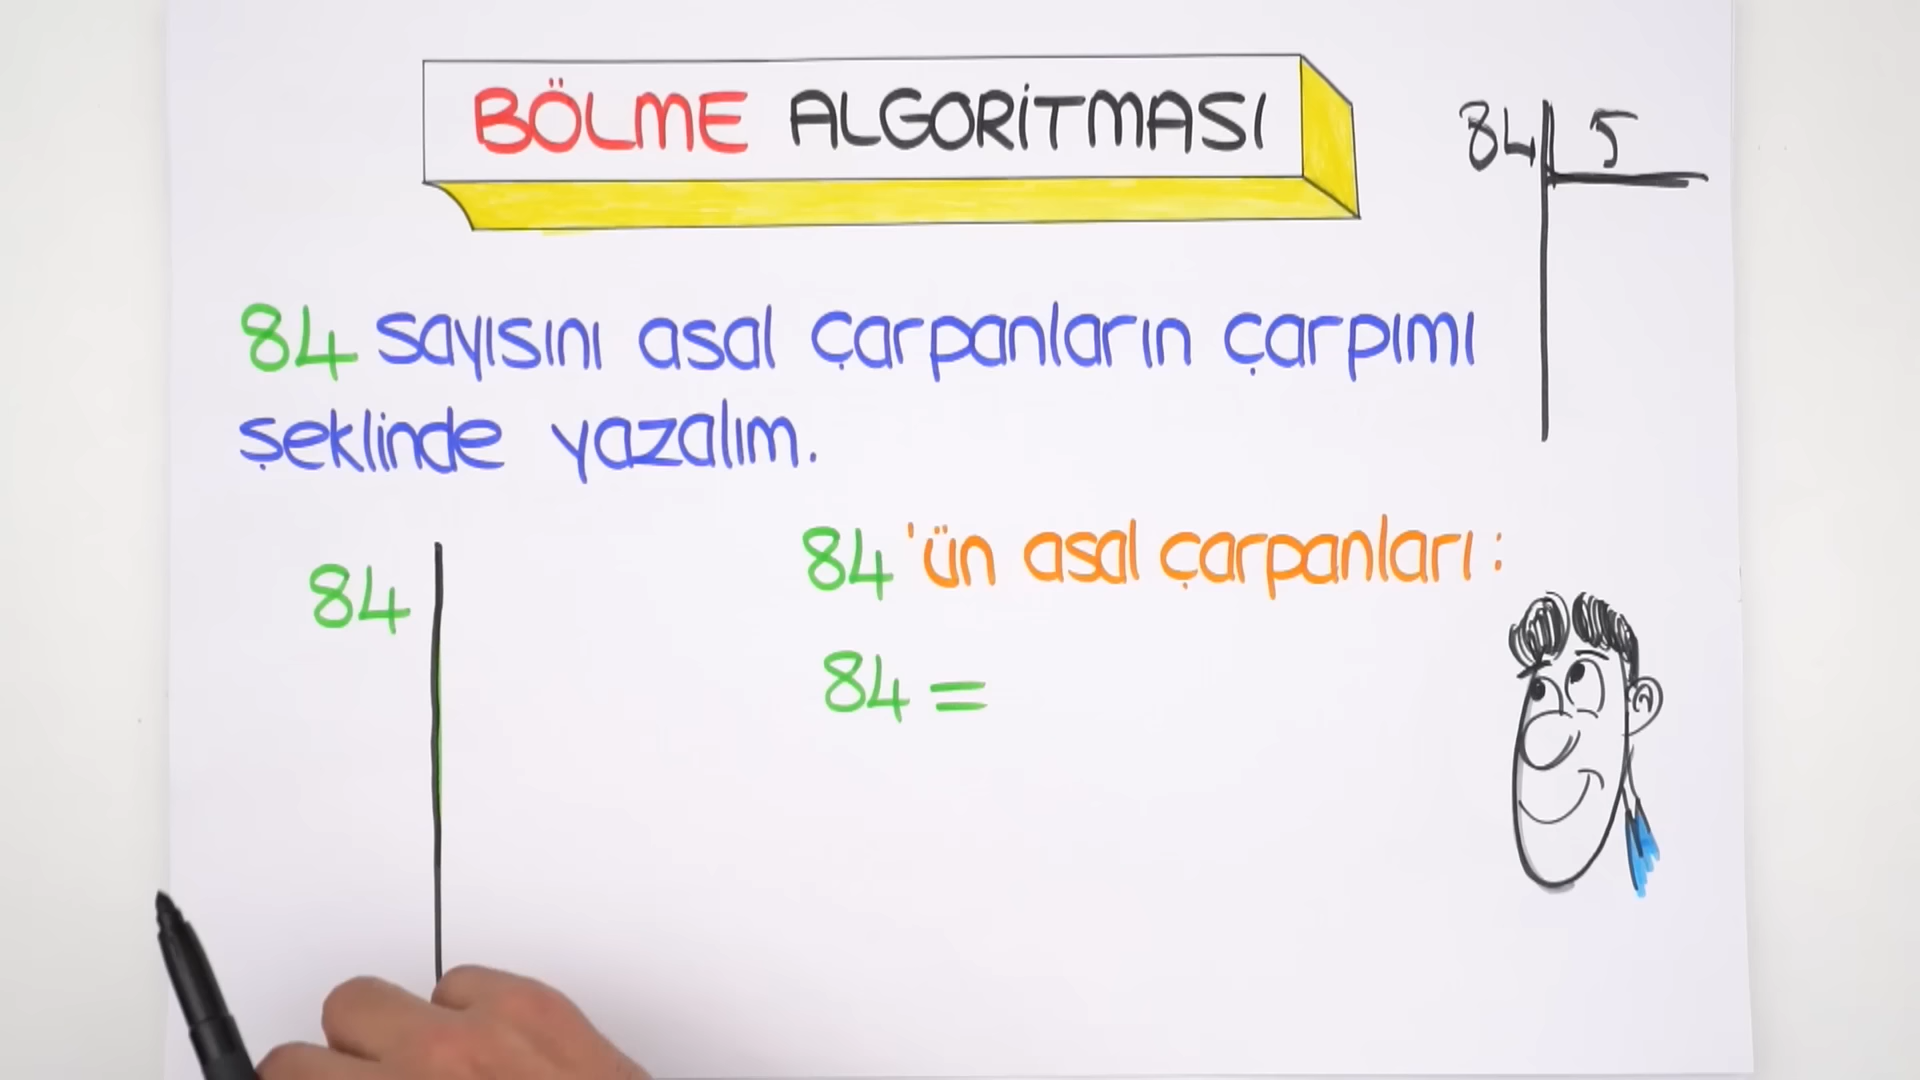 BÖLME ALGORİTMASI
84 5
84 sayısını asal çarpanların çarpımı
şeklinde yazalım.
84
84'ün asal çarpanları:
84 =